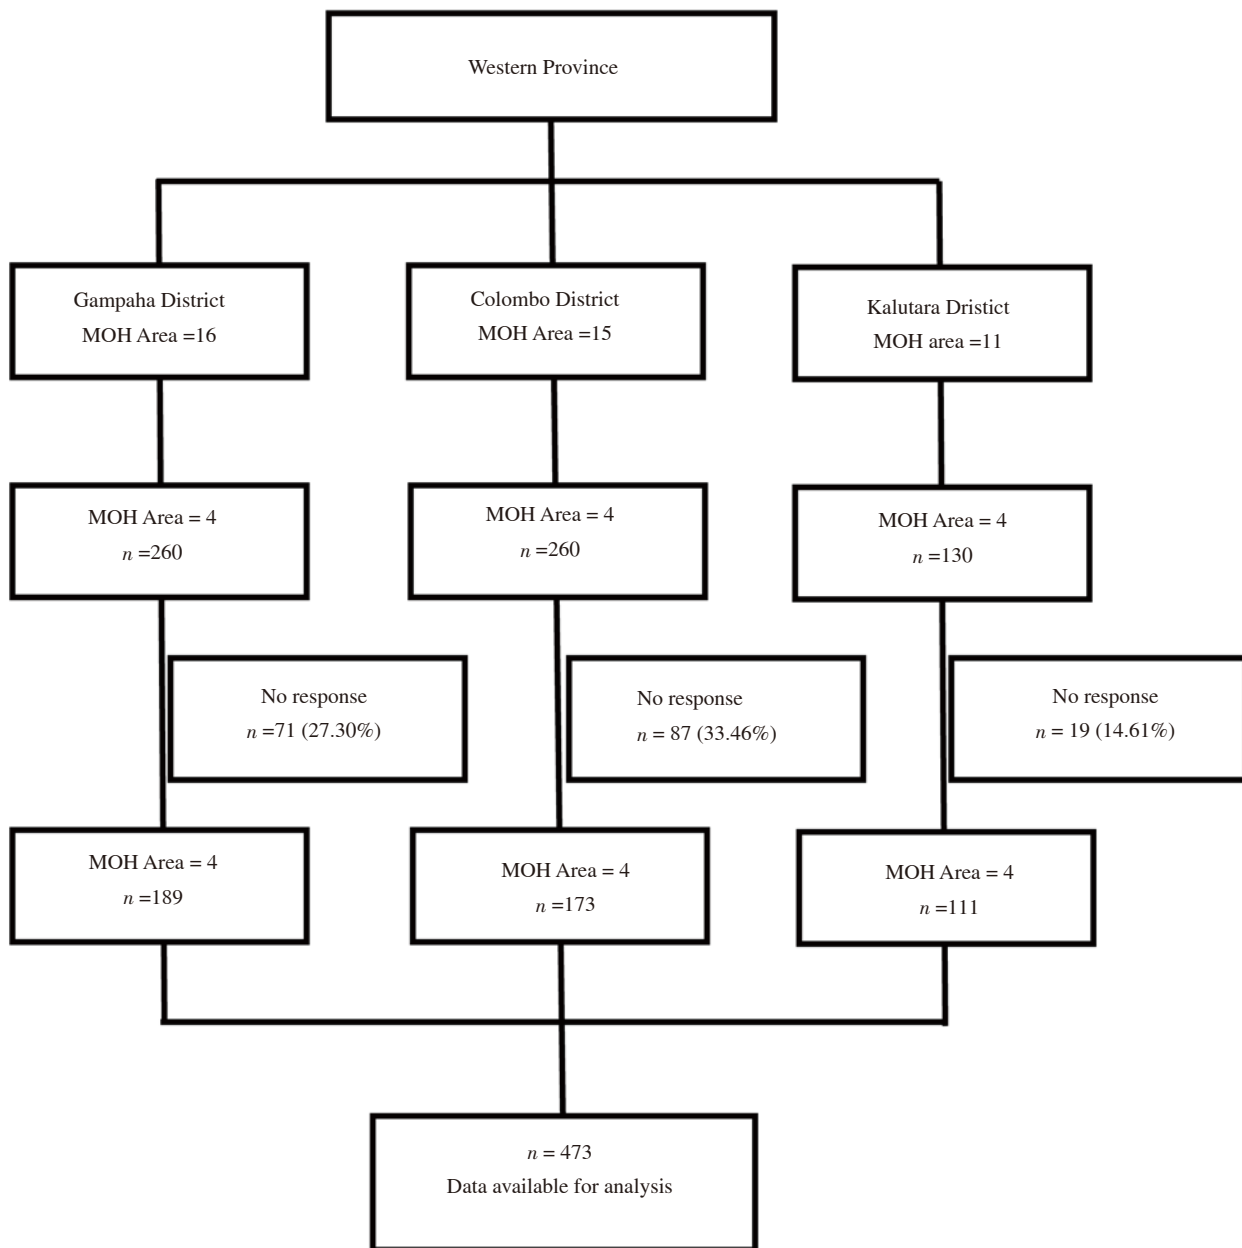 Western Province
Gampaha District
MOH Area =16
Colombo District
MOH Area =15
Kalutara Dristict
MOH area =11
MOH Area = 4
n =260
MOH Area = 4
n =260
MOH Area = 4
n =130
No response
n =71 (27.30%)
No response
n = 87 (33.46%)
No response
n = 19 (14.61%)
MOH Area = 4
n =189
MOH Area = 4
n =173
MOH Area = 4
n =111
n = 473
Data available for analysis